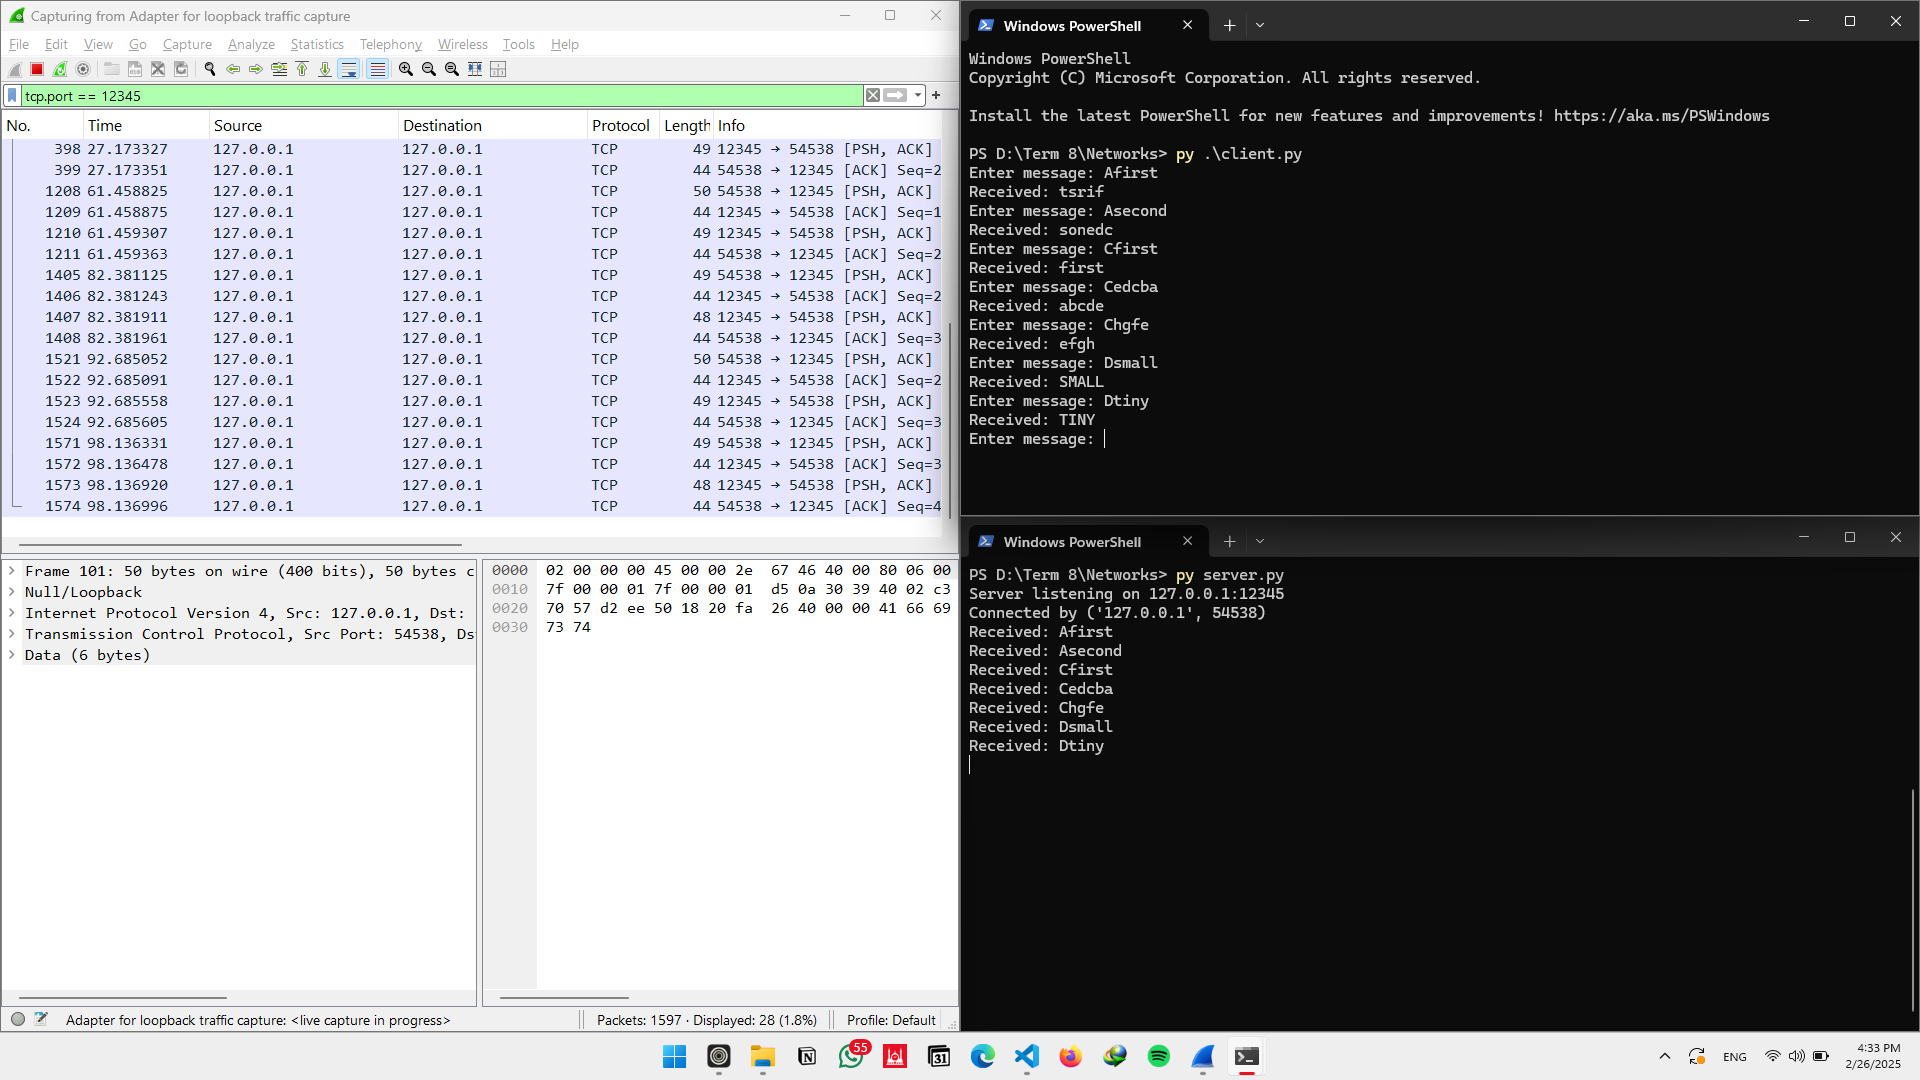 Capturing from Adapter for loopback traffic capture
File Edit View Go Capture Analyze Statistics Telephony Wireless Tools Help
tcp.port == 12345
No. Time Source Destination Protocol Length Info
398 27.173327 127.0.0.1 127.0.0.1 TCP 49 12345 → 54538 [PSH, ACK]
399 27.173351 127.0.0.1 127.0.0.1 TCP 44 54538 → 12345 [ACK] Seq=2
1208 61.458825 127.0.0.1 127.0.0.1 TCP 50 54538 → 12345 [PSH, ACK]
1209 61.458875 127.0.0.1 127.0.0.1 TCP 44 12345 → 54538 [ACK] Seq=1
1210 61.459307 127.0.0.1 127.0.0.1 TCP 49 12345 → 54538 [PSH, ACK]
1211 61.459363 127.0.0.1 127.0.0.1 TCP 44 54538 → 12345 [ACK] Seq=2
1405 82.381125 127.0.0.1 127.0.0.1 TCP 49 54538 → 12345 [PSH, ACK]
1406 82.381243 127.0.0.1 127.0.0.1 TCP 44 12345 → 54538 [ACK] Seq=2
1407 82.381911 127.0.0.1 127.0.0.1 TCP 48 12345 → 54538 [PSH, ACK]
1408 82.381961 127.0.0.1 127.0.0.1 TCP 44 54538 → 12345 [ACK] Seq=3
1521 92.685052 127.0.0.1 127.0.0.1 TCP 50 54538 → 12345 [PSH, ACK]
1522 92.685091 127.0.0.1 127.0.0.1 TCP 44 12345 → 54538 [ACK] Seq=2
1523 92.685558 127.0.0.1 127.0.0.1 TCP 49 12345 → 54538 [PSH, ACK]
1524 92.685605 127.0.0.1 127.0.0.1 TCP 44 54538 → 12345 [ACK] Seq=3
1571 98.136331 127.0.0.1 127.0.0.1 TCP 49 54538 → 12345 [PSH, ACK]
1572 98.136478 127.0.0.1 127.0.0.1 TCP 44 12345 → 54538 [ACK] Seq=3
1573 98.136920 127.0.0.1 127.0.0.1 TCP 48 12345 → 54538 [PSH, ACK]
1574 98.136996 127.0.0.1 127.0.0.1 TCP 44 54538 → 12345 [ACK] Seq=4
Frame 101: 50 bytes on wire (400 bits), 50 bytes c
Null/Loopback
Internet Protocol Version 4, Src: 127.0.0.1, Dst:
Transmission Control Protocol, Src Port: 54538, Ds
Data (6 bytes)
0000 02 00 00 00 45 00 00 2e 67 46 40 00 80 06 00
0010 7f 00 00 01 7f 00 00 01 d5 0a 30 39 40 02 c3
0020 70 57 d2 ee 50 18 20 fa 26 40 00 00 41 66 69
0030 73 74
Adapter for loopback traffic capture: <live capture in progress>
Packets: 1597 · Displayed: 28 (1.8%)
Profile: Default
Windows PowerShell
Windows PowerShell
Copyright (C) Microsoft Corporation. All rights reserved.
Install the latest PowerShell for new features and improvements! https://aka.ms/PSWindows
PS D:\Term 8\Networks> py .\client.py
Enter message: Afirst
Received: tsrif
Enter message: Asecond
Received: sonedc
Enter message: Cfirst
Received: first
Enter message: Cedcba
Received: abcde
Enter message: Chgfe
Received: efgh
Enter message: Dsmall
Received: SMALL
Enter message: Dtiny
Received: TINY
Enter message:
Windows PowerShell
PS D:\Term 8\Networks> py server.py
Server listening on 127.0.0.1:12345
Connected by ('127.0.0.1', 54538)
Received: Afirst
Received: Asecond
Received: Cfirst
Received: Cedcba
Received: Chgfe
Received: Dsmall
Received: Dtiny
55
31
ENG
4:33 PM
2/26/2025